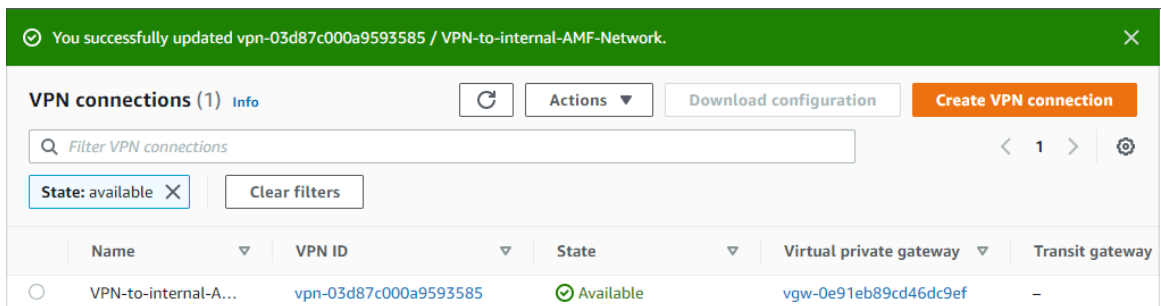 You successfully updated vpn-03d87c000a9593585 / VPN-to-internal-AMF-Network.
VPN connections (1) Info
Actions
Download configuration
Create VPN connection
Filter VPN connections
1
State: available
Clear filters
Name
VPN ID
State
Virtual private gateway
Transit gateway
VPN-to-internal-A...
vpn-03d87c000a9593585
Available
vgw-0e91eb89cd46dc9ef
–